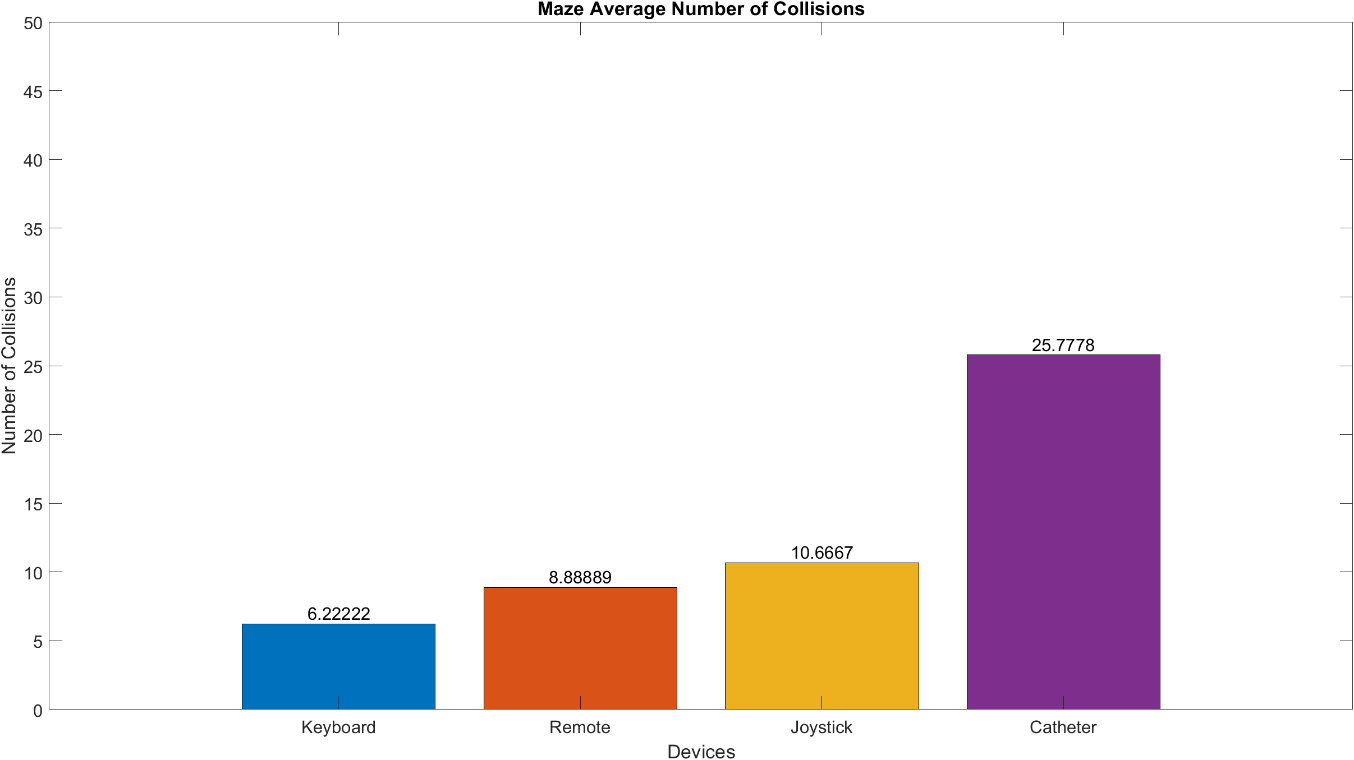 Maze Average Number of Collisions
50
45
40
35
30
25
20
15
10
5
0
Number of Collisions
6.22222
8.88889
10.6667
25.7778
Keyboard
Remote
Joystick
Catheter
Devices